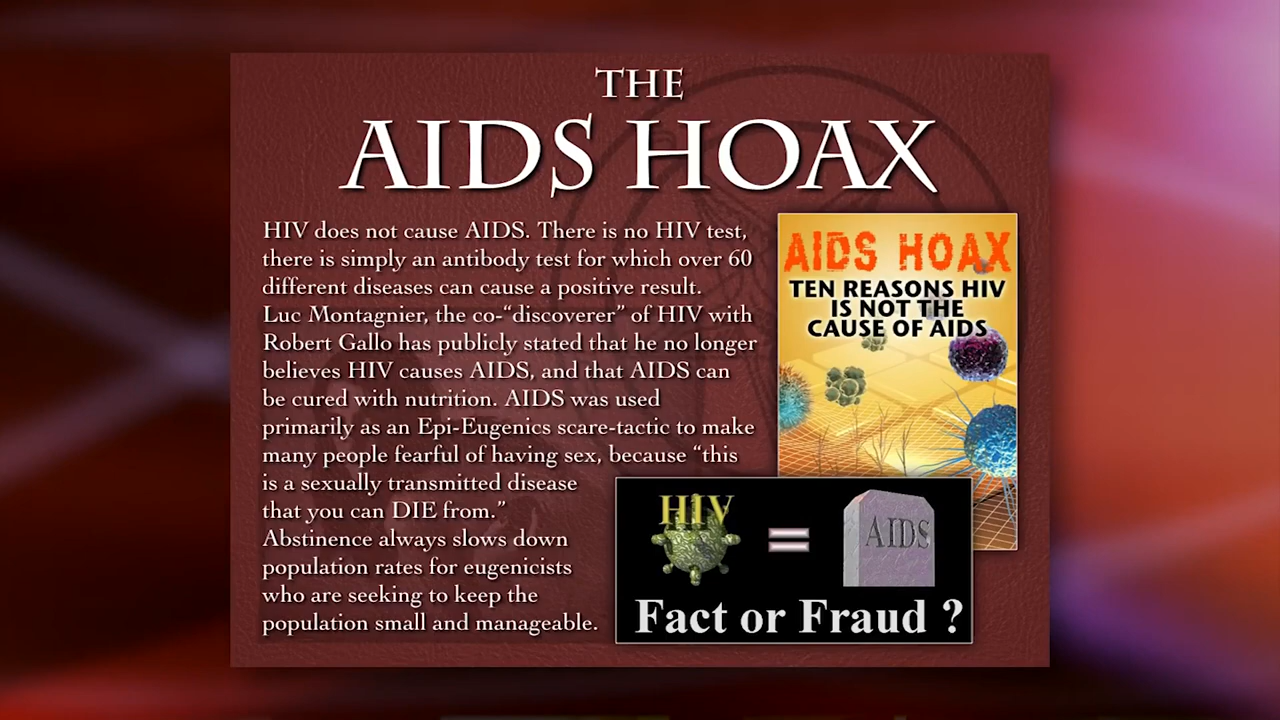 THE
AIDS HOAX
HIV does not cause AIDS. There is no HIV test,
there is simply an antibody test for which over 60
different diseases can cause a positive result.
Luc Montagnier, the co-“discoverer” of HIV with
Robert Gallo has publicly stated that he no longer
believes HIV causes AIDS, and that AIDS can
be cured with nutrition. AIDS was used
primarily as an Epi-Eugenics scare-tactic to make
many people fearful of having sex, because “this
is a sexually transmitted disease
that you can DIE from.”
Abstinence always slows down
population rates for eugenicists
who are seeking to keep the
population small and manageable.
AIDS HOAX
TEN REASONS HIV
IS NOT THE
CAUSE OF AIDS
HIV = AIDS
Fact or Fraud ?